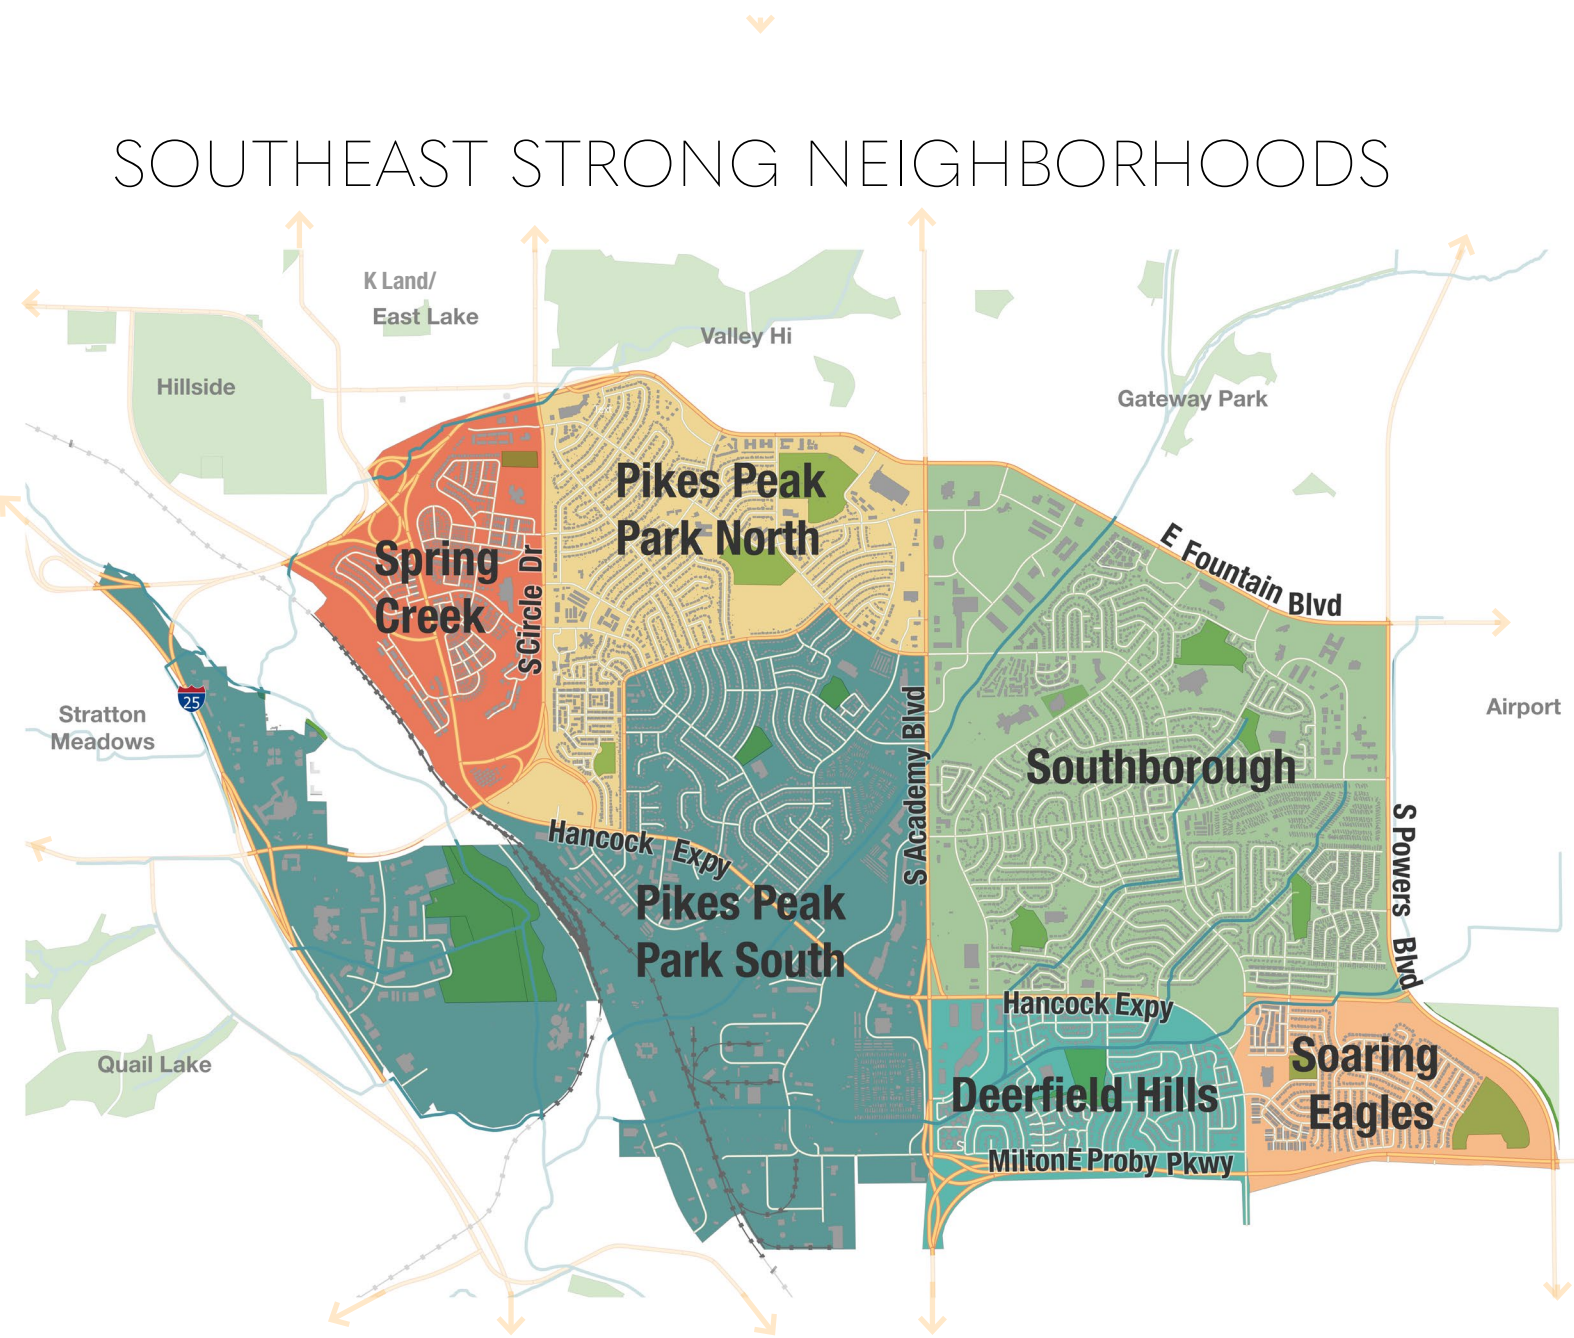 SOUTHEAST STRONG NEIGHBORHOODS
K Land/
East Lake
Valley Hi
Hillside
Gateway Park
Pikes Peak
Park North
Spring
Creek
S Circle Dr
E Fountain Blvd
25
Stratton
Meadows
Airport
S Academy Blvd
Southborough
S Powers Blvd
Hancock Expy
Pikes Peak
Park South
Hancock Expy
Quail Lake
Soaring
Eagles
Deerfield Hills
Milton E Proby Pkwy